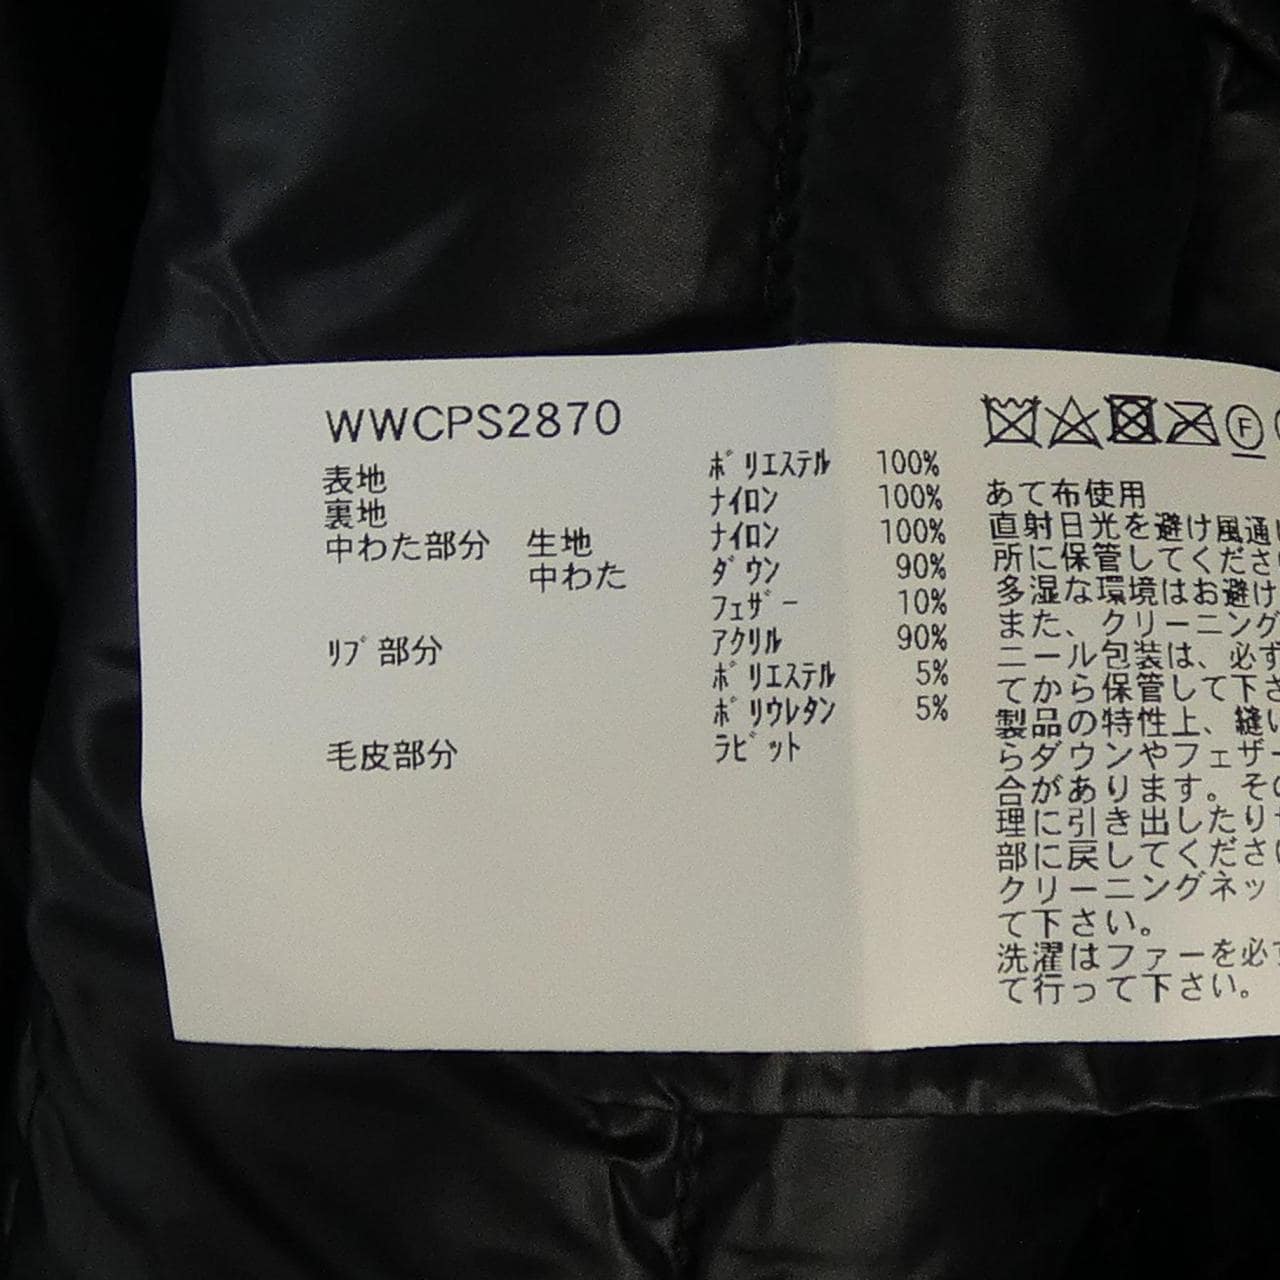 WWCPS2870
表地 ポリエステル 100%
裏地 ナイロン 100%
中わた部分 生地 ナイロン 100%
中わた ダウン 90%
フェザー 10%
リブ部分 アクリル 90%
ポリエステル 5%
ポリウレタン 5%
毛皮部分 ラビット
F
あて布使用
直射日光を避け風通し
所に保管してくださ
多湿な環境はお避け
また、クリーニング
ニール包装は、必ず
てから保管して下さ
製品の特性上、縫い
らダウンやフェザー
合があります。その
理に引き出したり
部に戻してくださ
クリーニングネッ
て下さい。
洗濯はファーを必ず
て行って下さい。